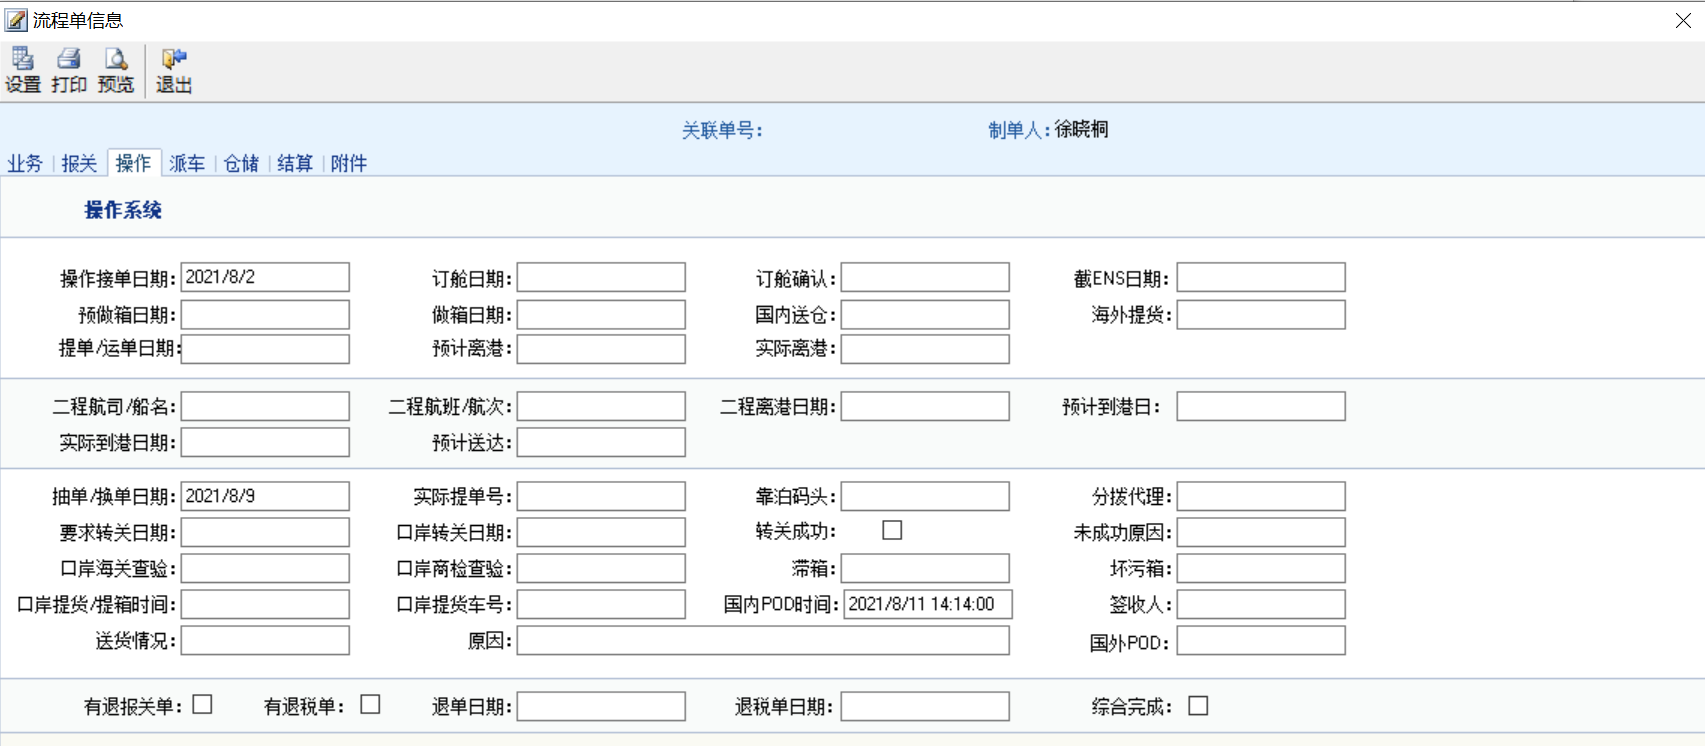 流程单信息
设置 打印 预览 退出
关联单号: 制单人:徐晓桐
业务 报关 操作 派车 仓储 结算 附件
操作系统
操作接单日期: 2021/8/2 订舱日期: 订舱确认: 截ENS日期:
预做箱日期: 做箱日期: 国内送仓: 海外提货:
提单/运单日期: 预计离港: 实际离港:
二程航司/船名: 二程航班/航次: 二程离港日期: 预计到港日:
实际到港日期: 预计送达:
抽单/换单日期: 2021/8/9 实际提单号: 靠泊码头: 分拨代理:
要求转关日期: 口岸转关日期: 转关成功: 未成功原因:
口岸海关查验: 口岸商检查验: 滞箱: 坏污箱:
口岸提货/提箱时间: 口岸提货车号: 国内POD时间: 2021/8/11 14:14:00 签收人:
送货情况: 原因: 国外POD:
有退报关单: 有退税单: 退单日期: 退税单日期: 综合完成: